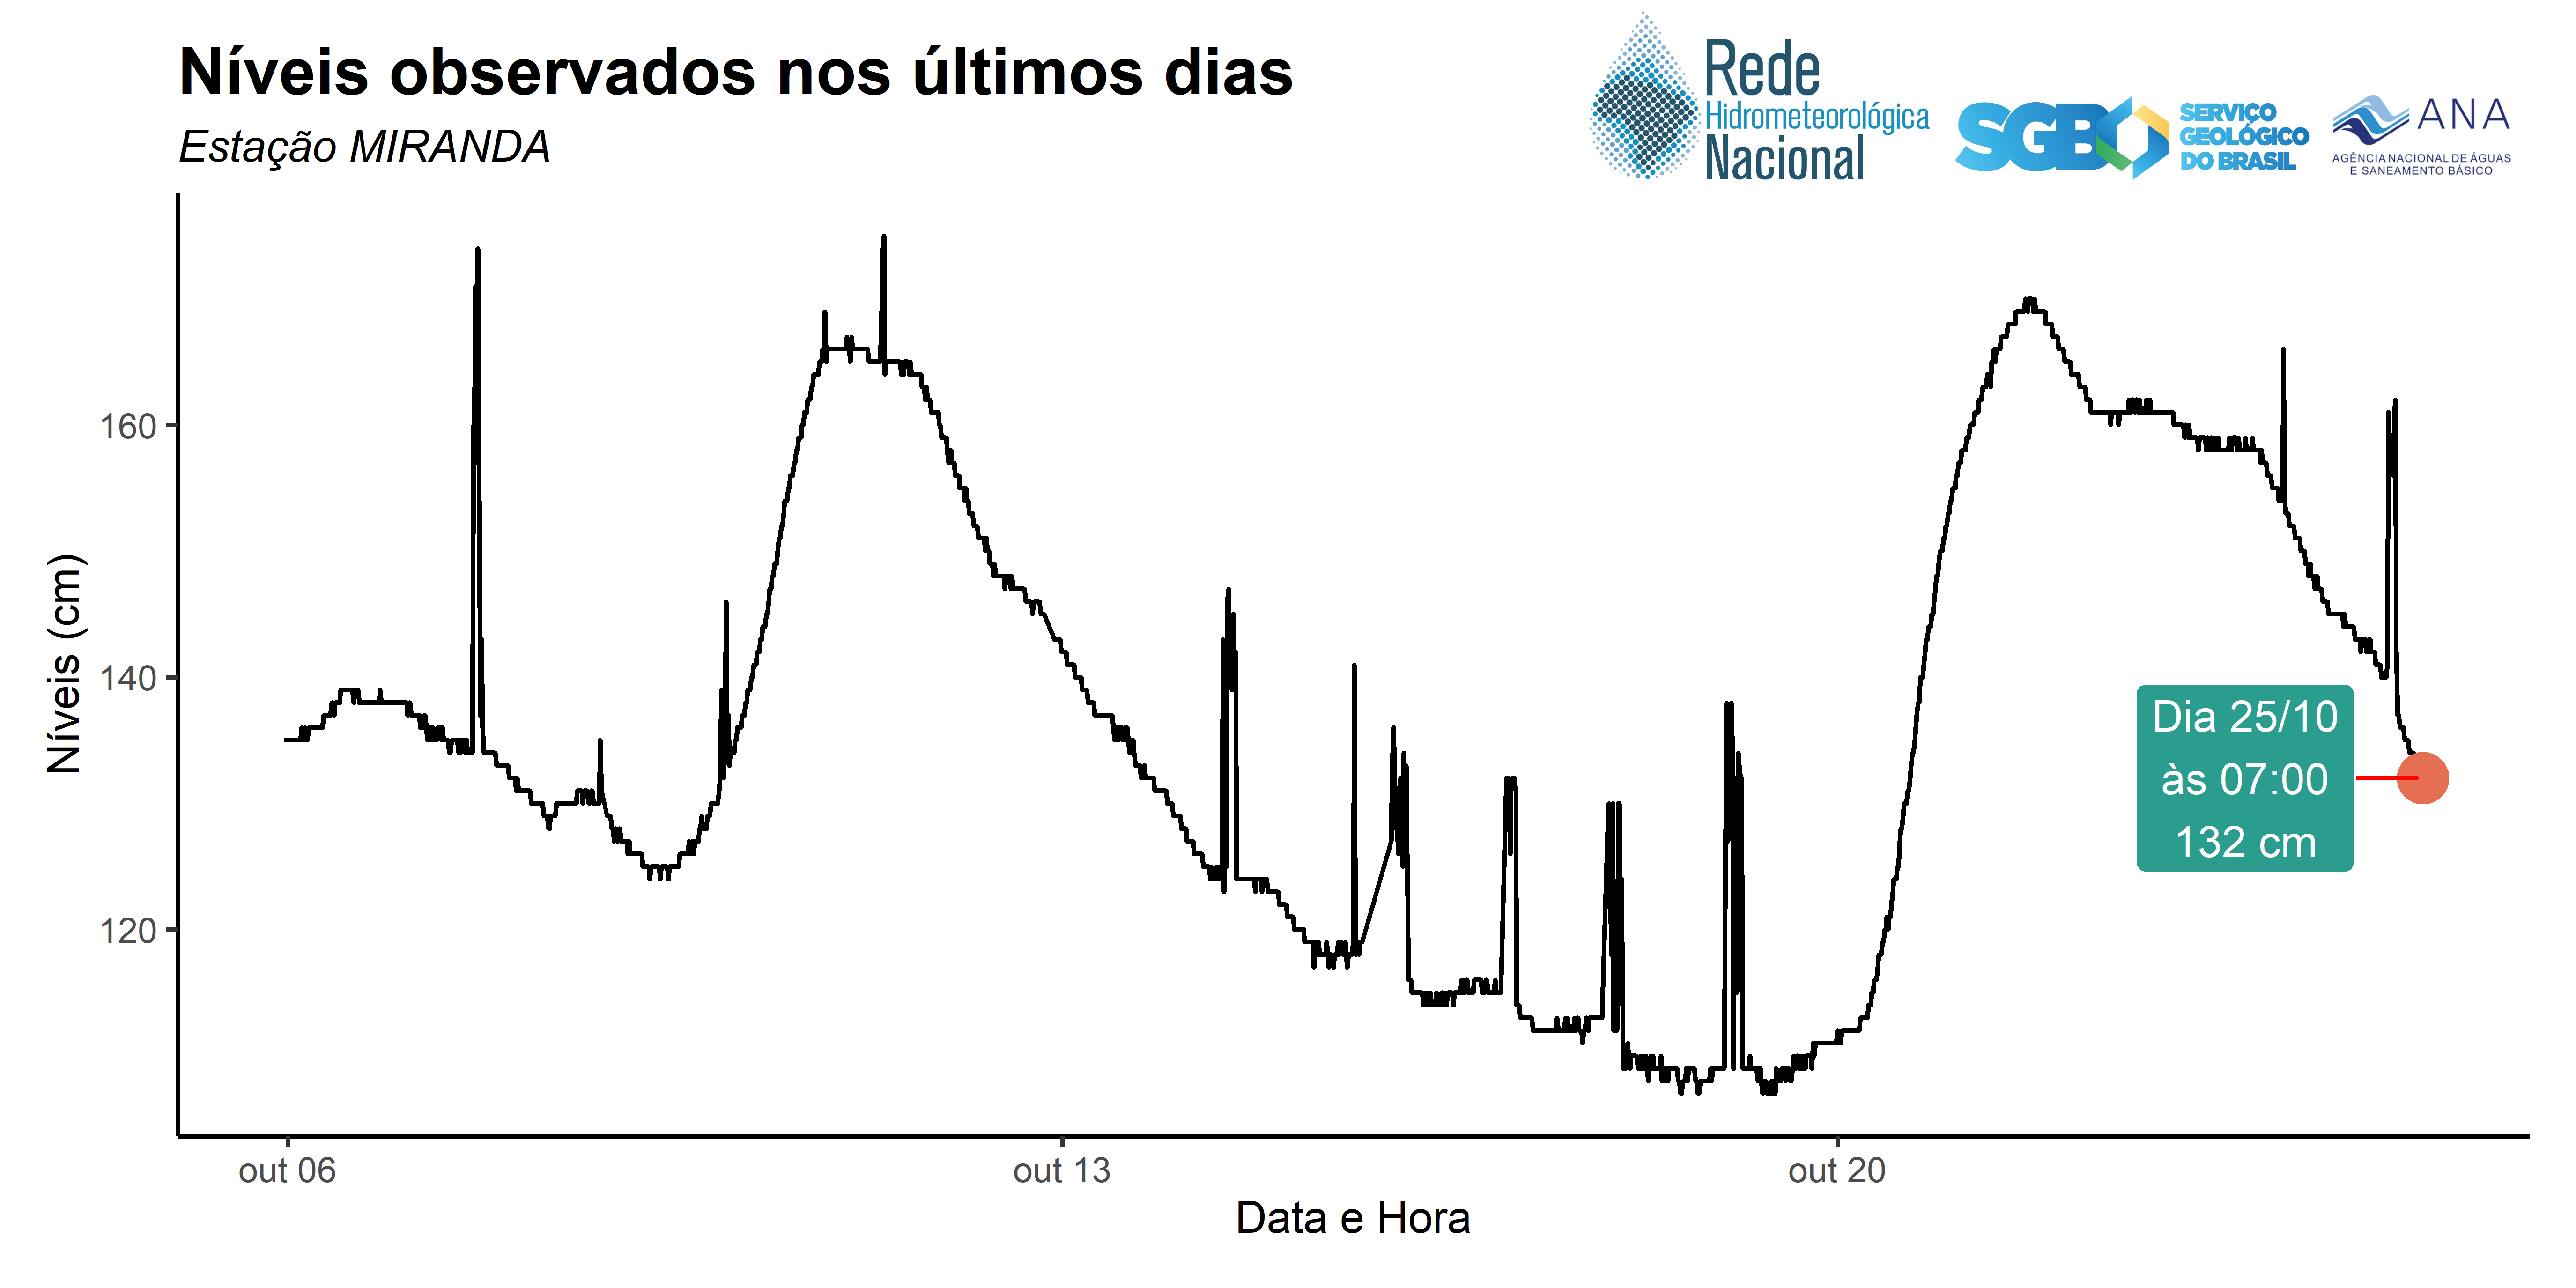 Níveis observados nos últimos dias
Estação MIRANDA
Rede
Hidrometeorológica
Nacional
SGB
SERVIÇO
GEOLÓGICO
DO BRASIL
ANA
AGÊNCIA NACIONAL DE ÁGUAS
E SANEAMENTO BÁSICO
Níveis (cm)
160
140
120
Dia 25/10
às 07:00
132 cm
out 06
out 13
out 20
Data e Hora